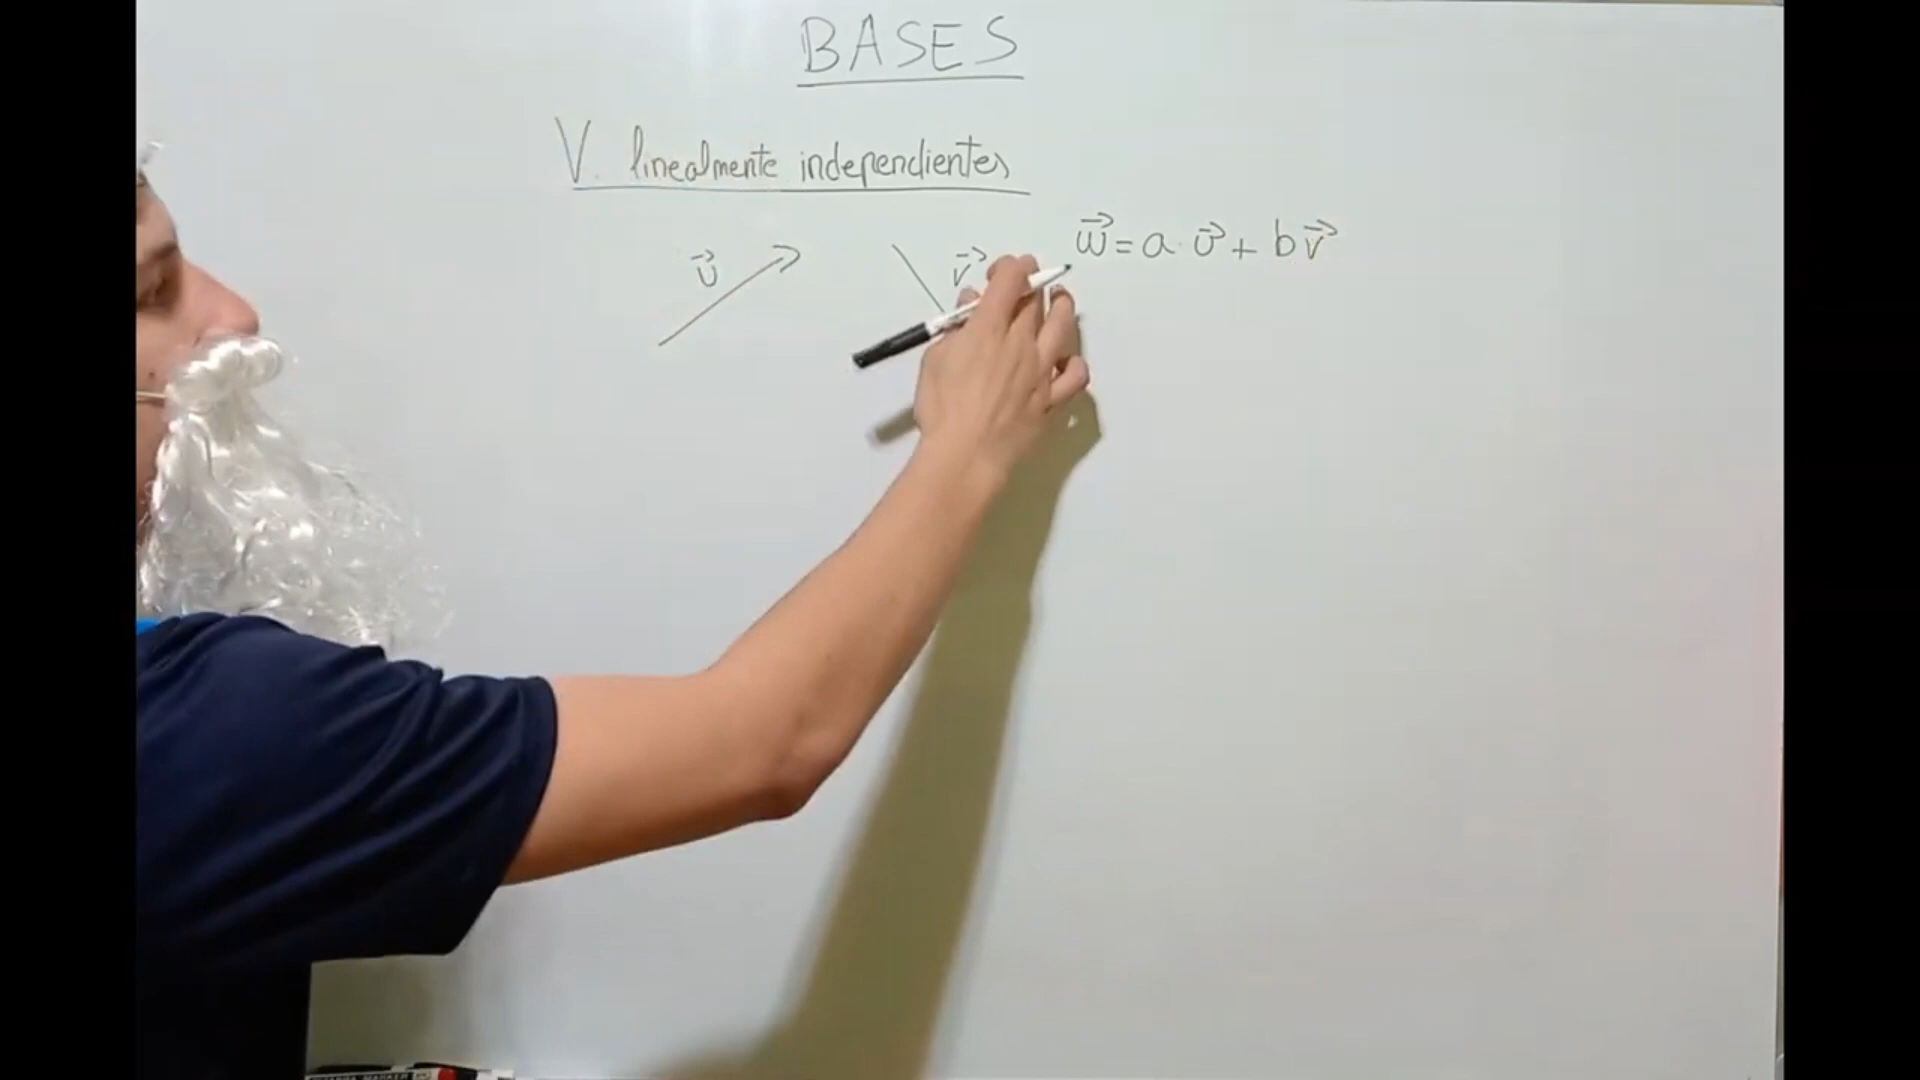 BASES
V. linealmente independientes
u⃗ v⃗ w⃗ = a · u⃗ + b v⃗